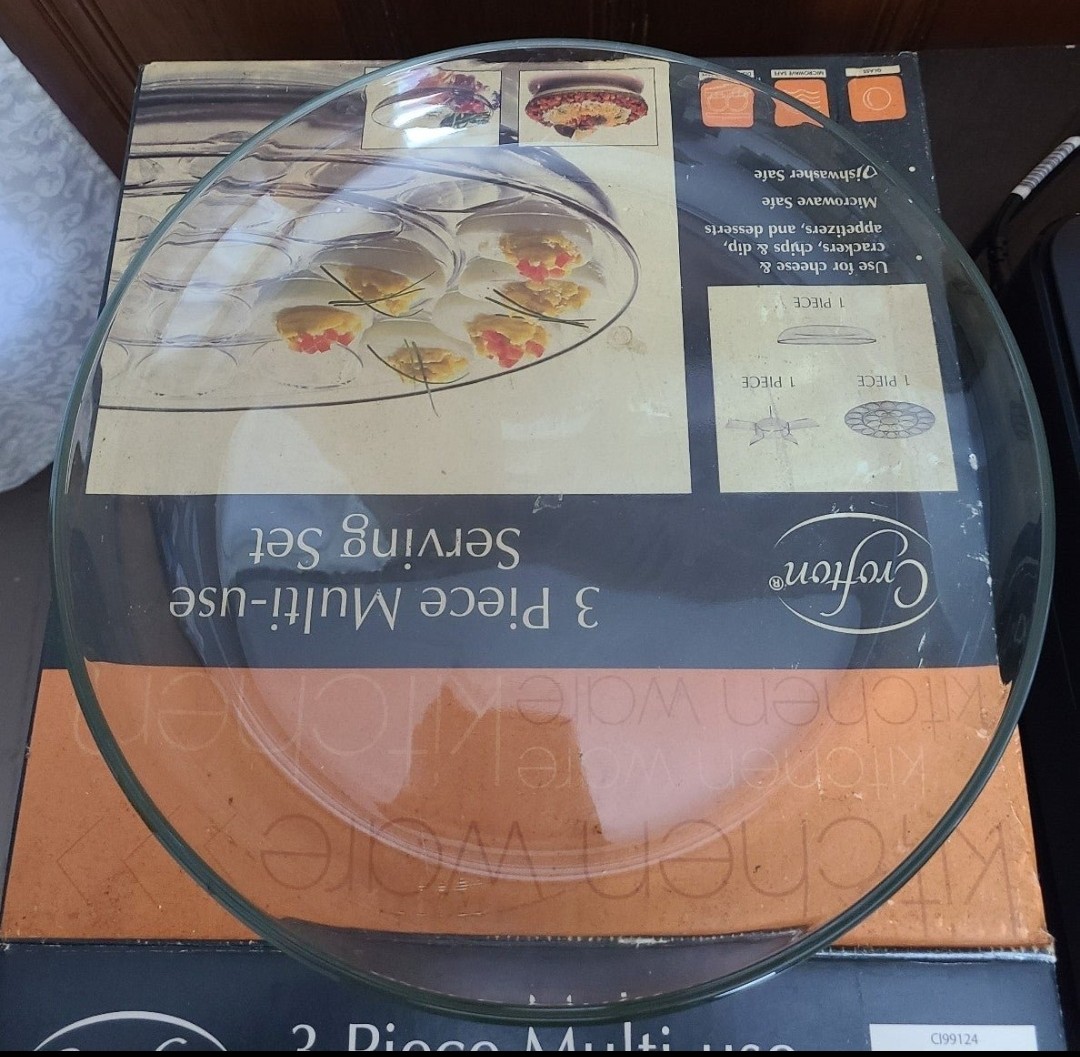 Crofton®
3 Piece Multi-use
Serving Set
1 PIECE
1 PIECE
1 PIECE
Use for cheese &
crackers, chips & dip,
appetizers, and desserts
Microwave Safe
Dishwasher Safe
GLASS
MICROWAVE SAFE
kitchen ware
kitchen ware|
kitchen ware|kitchen
3 Piece Multi-use
CI99124